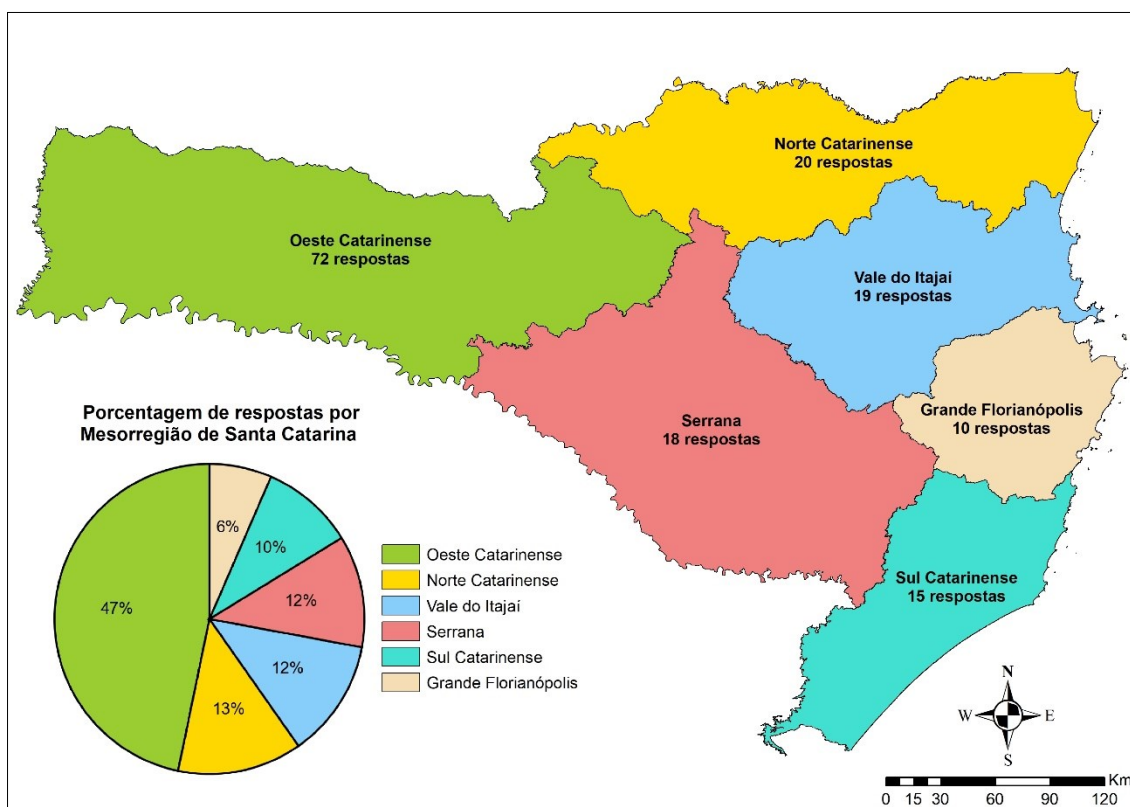 Norte Catarinense
20 respostas
Oeste Catarinense
72 respostas
Vale do Itajaí
19 respostas
Serrana
18 respostas
Grande Florianópolis
10 respostas
Sul Catarinense
15 respostas
Porcentagem de respostas por
Mesorregião de Santa Catarina
6%
10%
12%
12%
13%
47%
Oeste Catarinense
Norte Catarinense
Vale do Itajaí
Serrana
Sul Catarinense
Grande Florianópolis
N
W E
S
Km
0 15 30 60 90 120